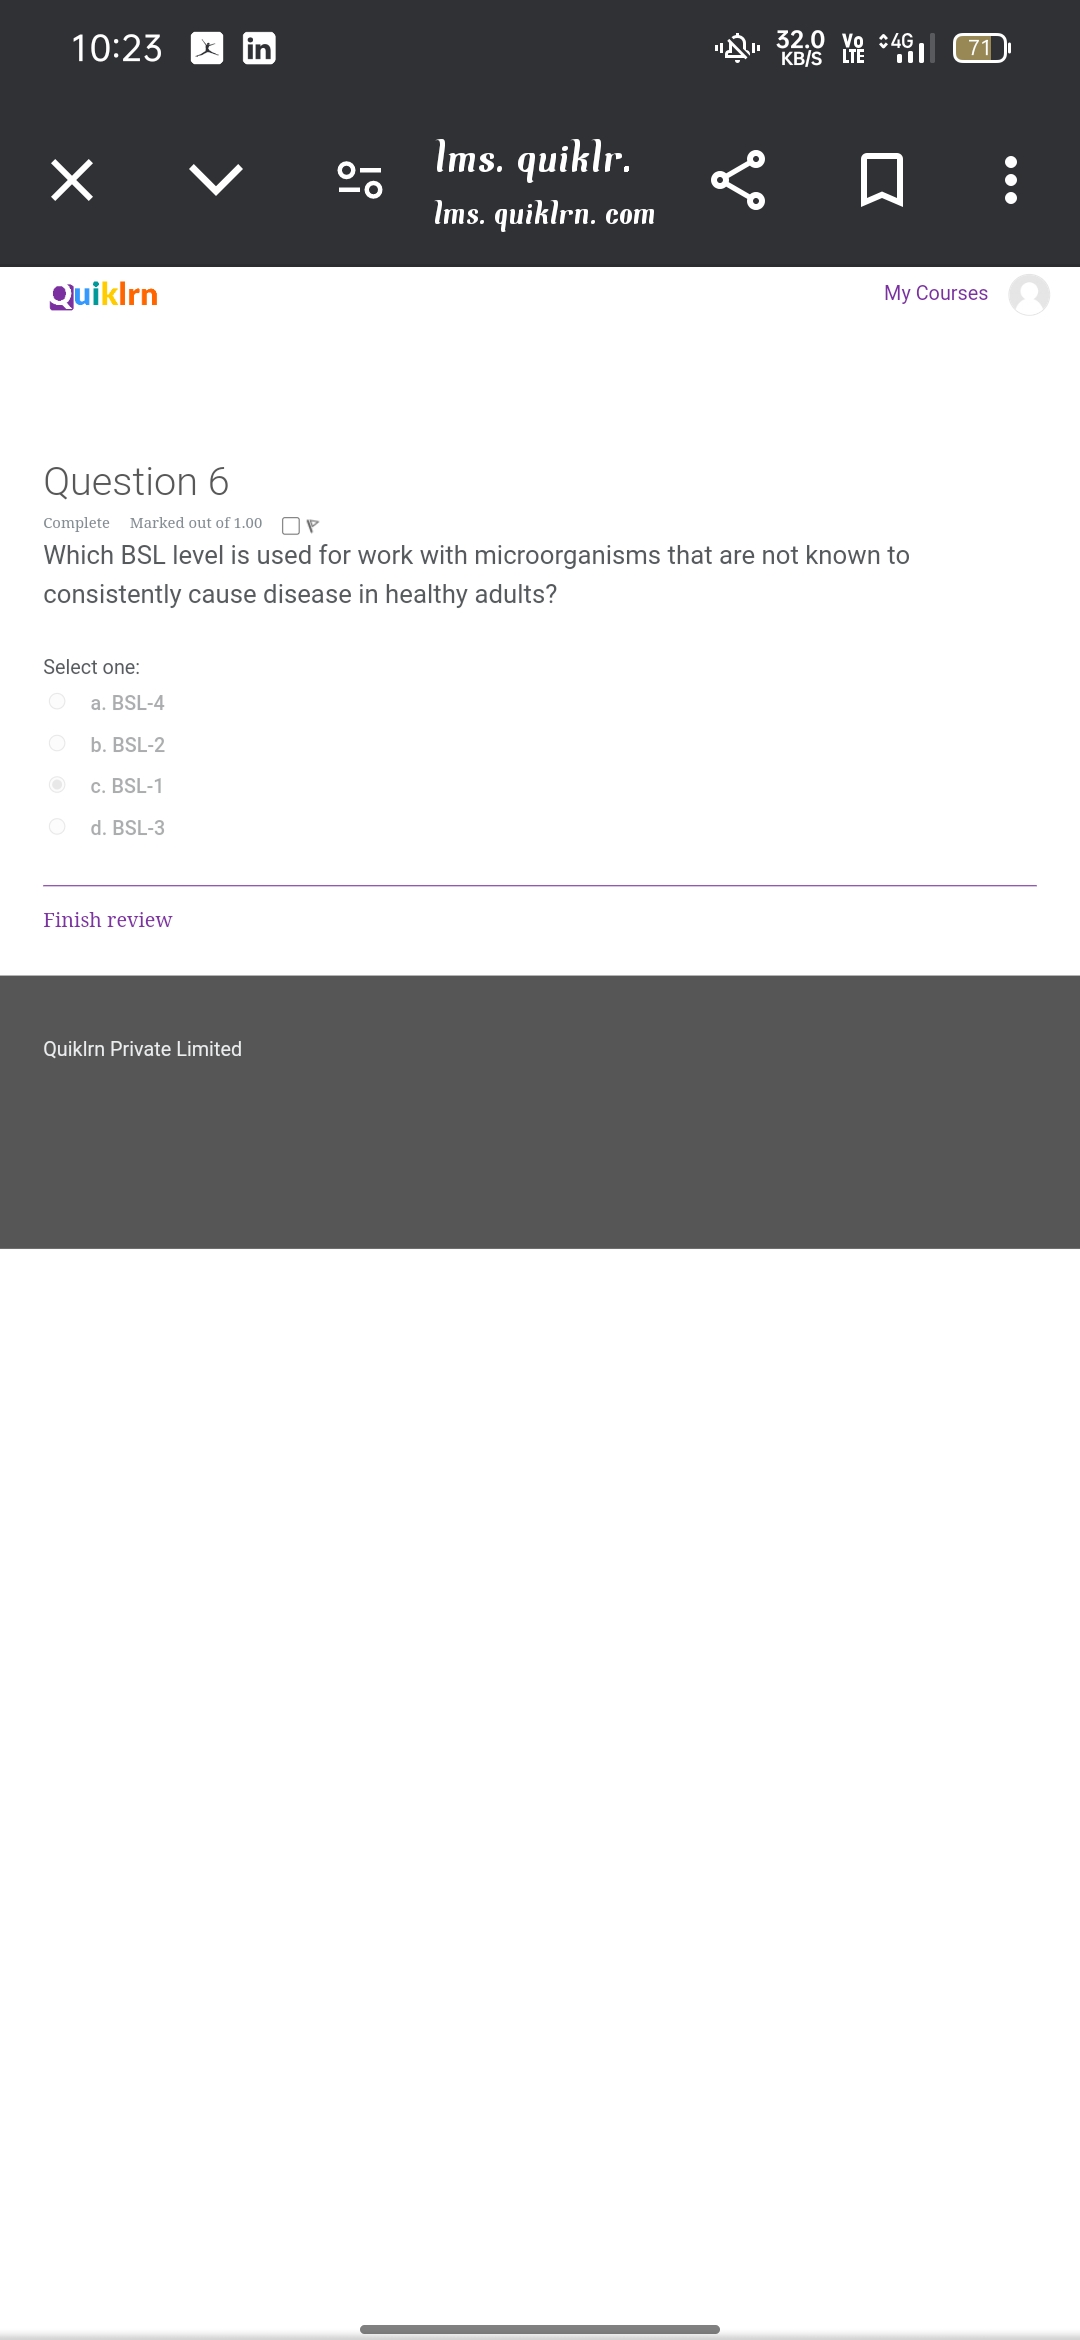 10:23 in 32.0 KB/S Vo LTE 4G 71
lms. quiklr.
lms. quiklrn. com
Quiklrn My Courses
Question 6
Complete Marked out of 1.00
Which BSL level is used for work with microorganisms that are not known to
consistently cause disease in healthy adults?
Select one:
a. BSL-4
b. BSL-2
c. BSL-1
d. BSL-3
Finish review
Quiklrn Private Limited